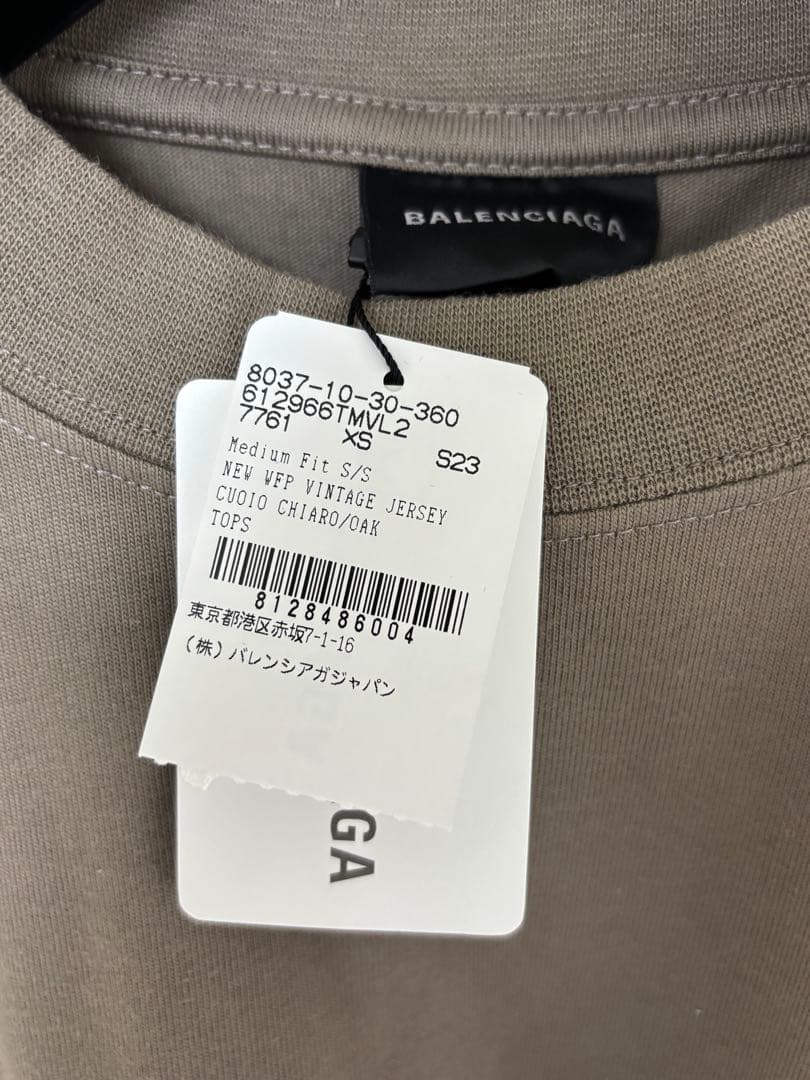 BALENCIAGA
8037-10-30-360
612966TMVL2
7761 XS S23
Medium Fit S/S
NEW WFP VINTAGE JERSEY
CUOIO CHIARO/OAK
TOPS
8128486004
東京都港区赤坂7-1-16
(株)バレンシアガジャパン
GA